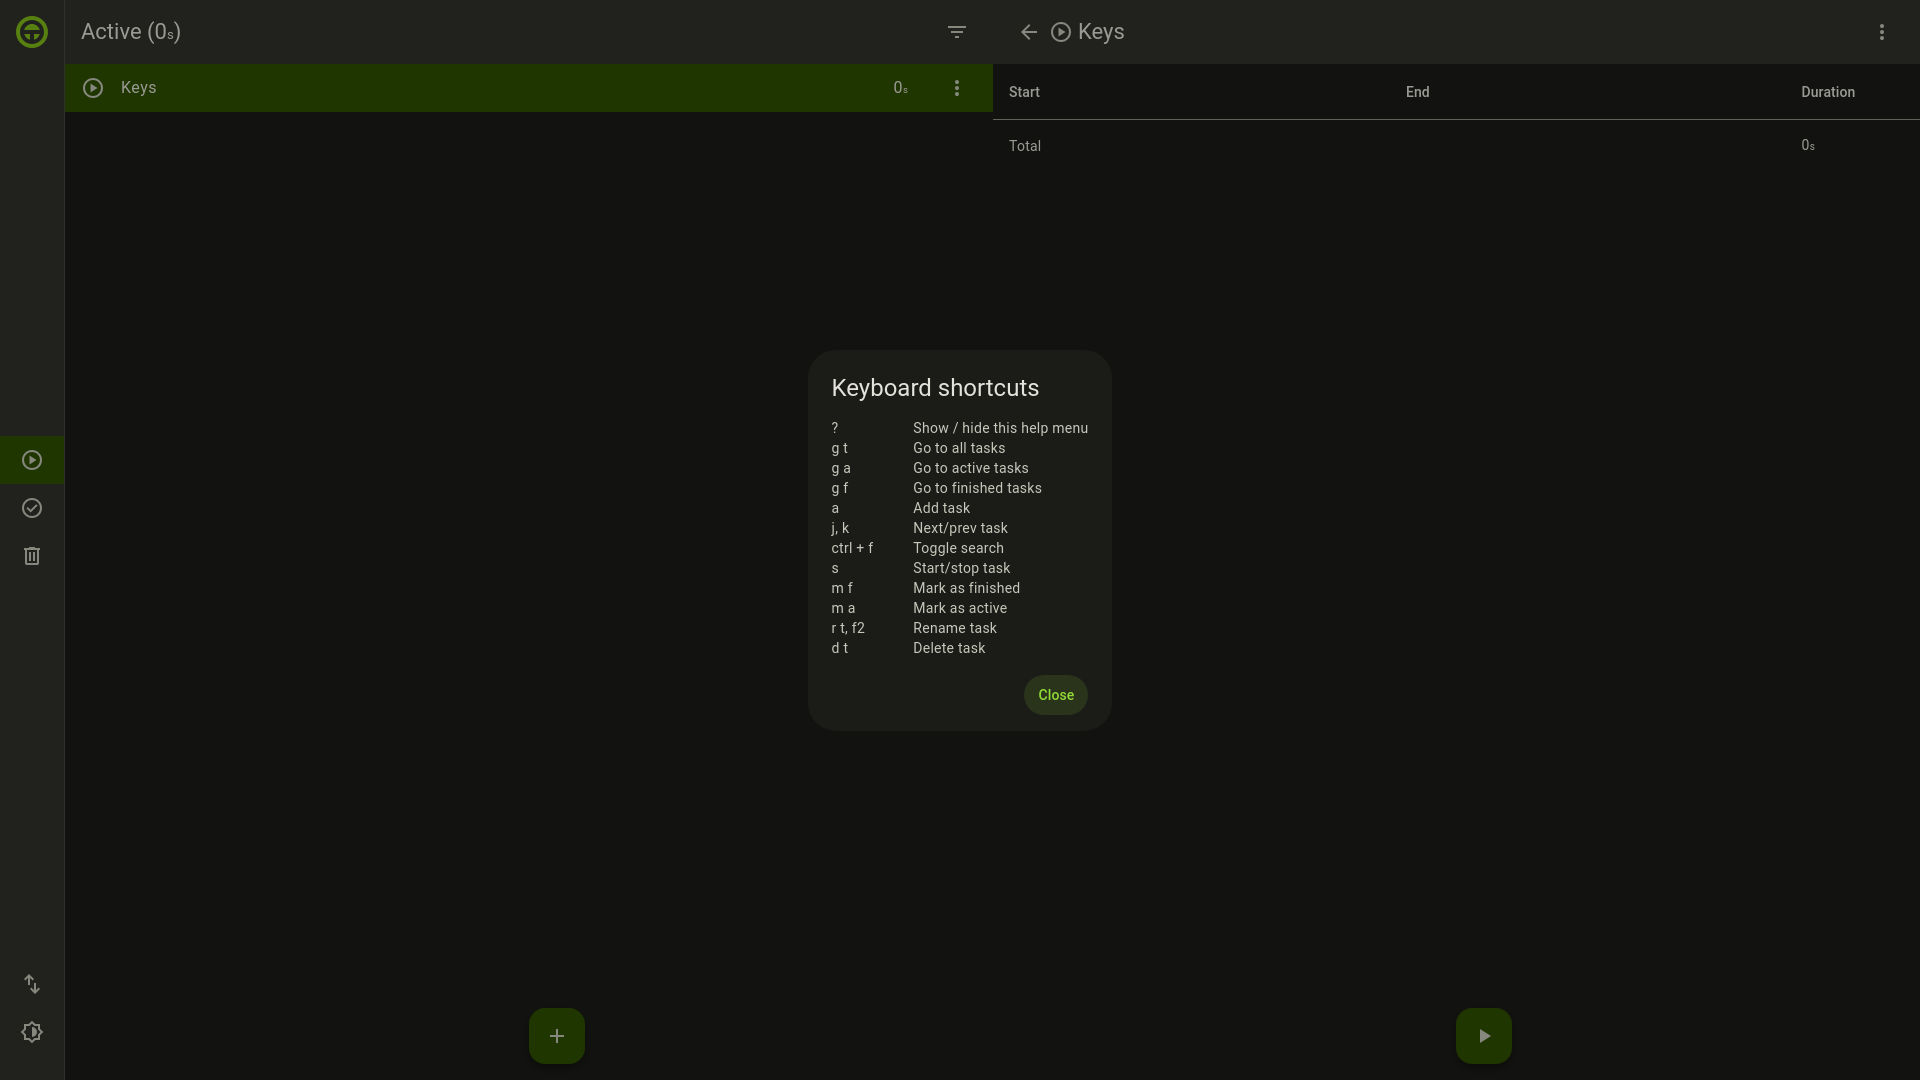 Active (0s)
Keys
Keys 0s
Start End Duration
Total 0s
Keyboard shortcuts
? Show / hide this help menu
g t Go to all tasks
g a Go to active tasks
g f Go to finished tasks
a Add task
j, k Next/prev task
ctrl + f Toggle search
s Start/stop task
m f Mark as finished
m a Mark as active
r t, f2 Rename task
d t Delete task
Close